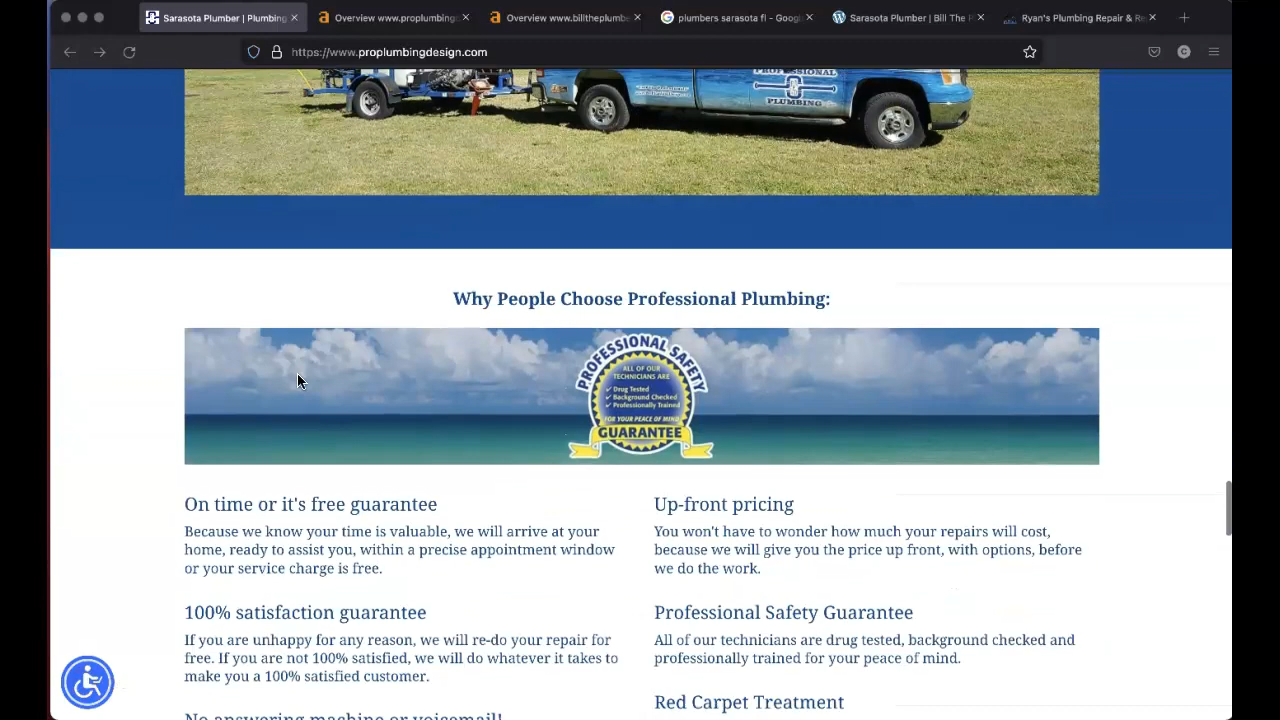 Sarasota Plumber | Plumbing
Overview www.proplumbing
Overview www.billtheplumbe
plumbers sarasota fl - Googl
Sarasota Plumber | Bill The P
Ryan's Plumbing Repair & Re
https://www.proplumbingdesign.com
PROFESSIONAL
PLUMBING
Why People Choose Professional Plumbing:
PROFESSIONAL SAFETY
ALL OF OUR
TECHNICIANS ARE
✓ Drug Tested
✓ Background Checked
✓ Professionally Trained
FOR YOUR PEACE OF MIND
GUARANTEE
On time or it's free guarantee
Because we know your time is valuable, we will arrive at your
home, ready to assist you, within a precise appointment window
or your service charge is free.
Up-front pricing
You won't have to wonder how much your repairs will cost,
because we will give you the price up front, with options, before
we do the work.
100% satisfaction guarantee
If you are unhappy for any reason, we will re-do your repair for
free. If you are not 100% satisfied, we will do whatever it takes to
make you a 100% satisfied customer.
Professional Safety Guarantee
All of our technicians are drug tested, background checked and
professionally trained for your peace of mind.
No answering machine or voicemail!
Red Carpet Treatment